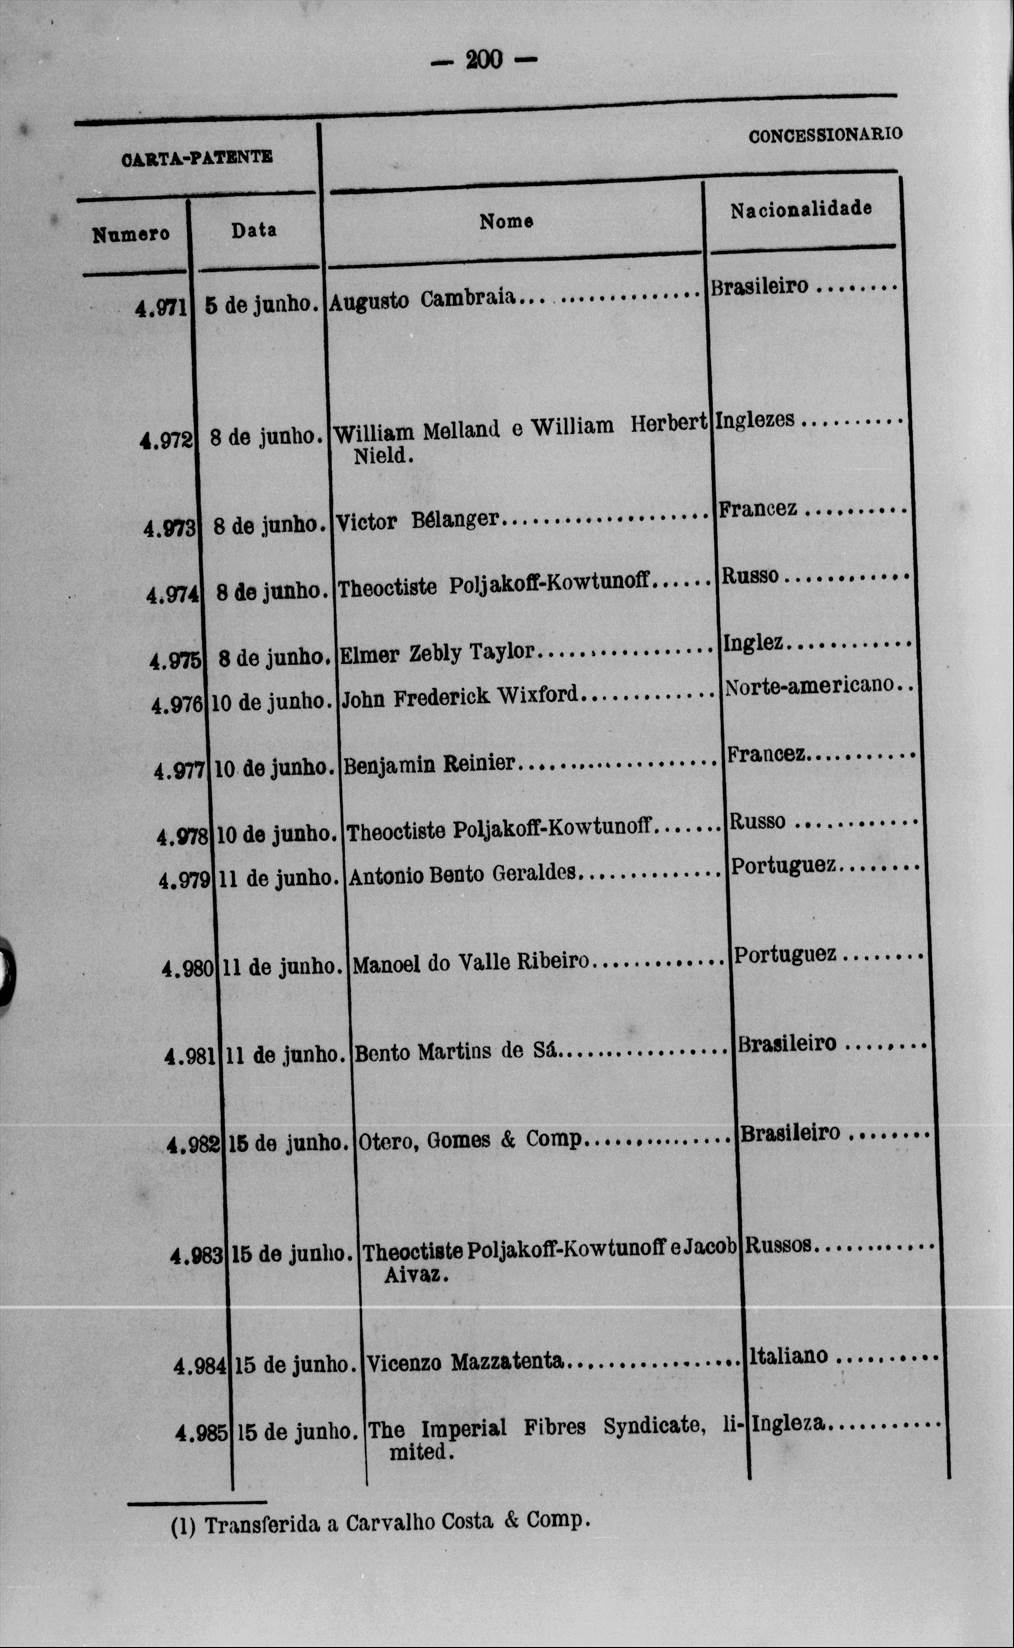 — 200 —
CARTA-PATENTE CONCESSIONARIO
Numero Data Nome Nacionalidade
4.971 5 de junho. Augusto Cambraia................... Brasileiro ........
4.972 8 de junho. William Melland e William Herbert Inglezes ..........
Nield.
4.973 8 de junho. Victor Bélanger.................... Francez ..........
4.974 8 de junho. Theoctiste Poljakoff-Kowtunoff...... Russo ............
4.975 8 de junho. Elmer Zebly Taylor................. Inglez............
4.976 10 de junho. John Frederick Wixford............. Norte-americano..
4.977 10 de junho. Benjamin Reinier.................... Francez...........
4.978 10 de junho. Theoctiste Poljakoff-Kowtunoff....... Russo ............
4.979 11 de junho. Antonio Bento Geraldes.............. Portuguez........
4.980 11 de junho. Manoel do Valle Ribeiro............. Portuguez ........
4.981 11 de junho. Bento Martins de Sá................. Brasileiro ........
4.982 15 de junho. Otero, Gomes & Comp............... Brasileiro ........
4.983 15 de junho. Theoctiste Poljakoff-Kowtunoff e Jacob Russos............
Aivaz.
4.984 15 de junho. Vicenzo Mazzatenta................. Italiano ..........
4.985 15 de junho. The Imperial Fibres Syndicate, li- Ingleza...........
mited.
(1) Transferida a Carvalho Costa & Comp.